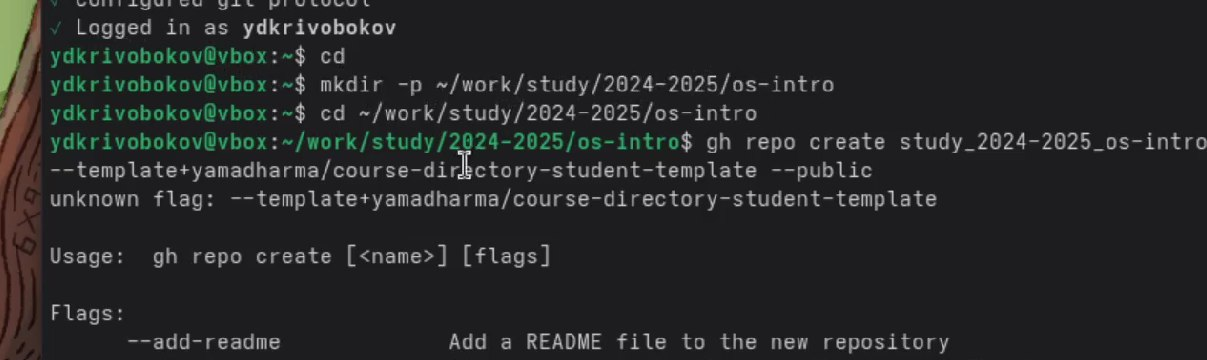 ✓ Configured git protocol
✓ Logged in as ydkrivobokov
ydkrivobokov@vbox:~$ cd
ydkrivobokov@vbox:~$ mkdir -p ~/work/study/2024-2025/os-intro
ydkrivobokov@vbox:~$ cd ~/work/study/2024-2025/os-intro
ydkrivobokov@vbox:~/work/study/2024-2025/os-intro$ gh repo create study_2024-2025_os-intro
--template+yamadharma/course-directory-student-template --public
unknown flag: --template+yamadharma/course-directory-student-template
Usage:  gh repo create [<name>] [flags]
Flags:
--add-readme Add a README file to the new repository